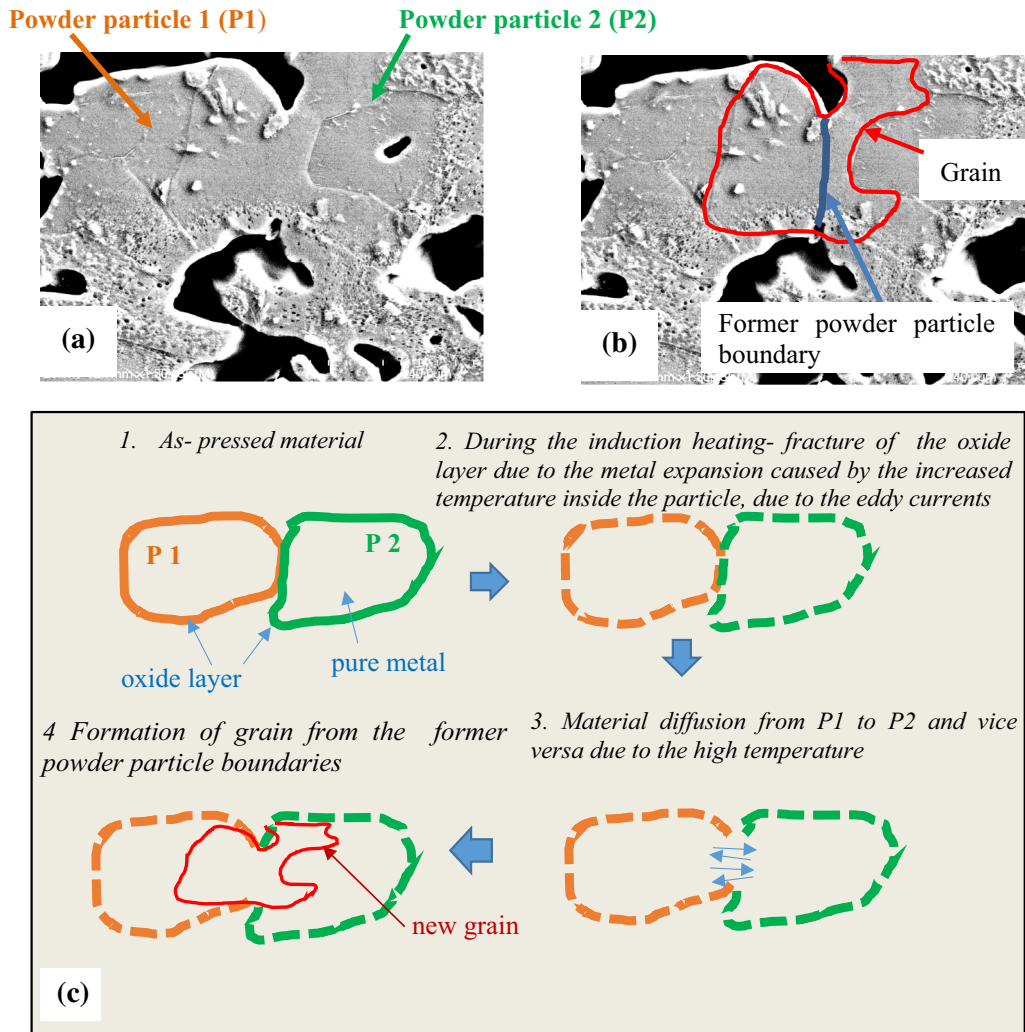 Powder particle 1 (P1)
Powder particle 2 (P2)
(a)
Grain
Former powder particle
boundary
(b)
1. As- pressed material
2. During the induction heating- fracture of the oxide
layer due to the metal expansion caused by the increased
temperature inside the particle, due to the eddy currents
P 1
P 2
oxide layer
pure metal
4 Formation of grain from the former
powder particle boundaries
3. Material diffusion from P1 to P2 and vice
versa due to the high temperature
new grain
(c)